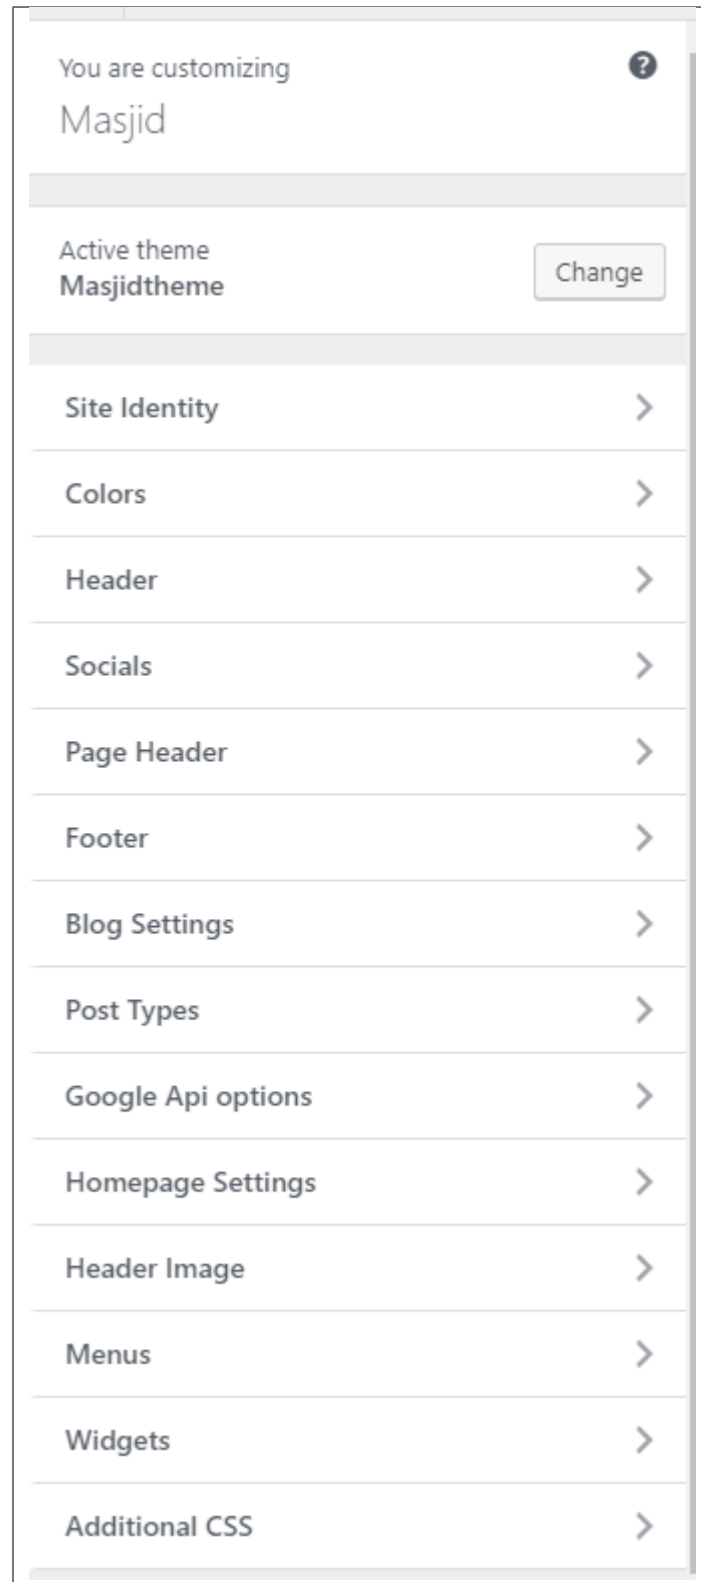 You are customizing
Masjid
Active theme
Masjidtheme
Change
Site Identity
Colors
Header
Socials
Page Header
Footer
Blog Settings
Post Types
Google Api options
Homepage Settings
Header Image
Menus
Widgets
Additional CSS